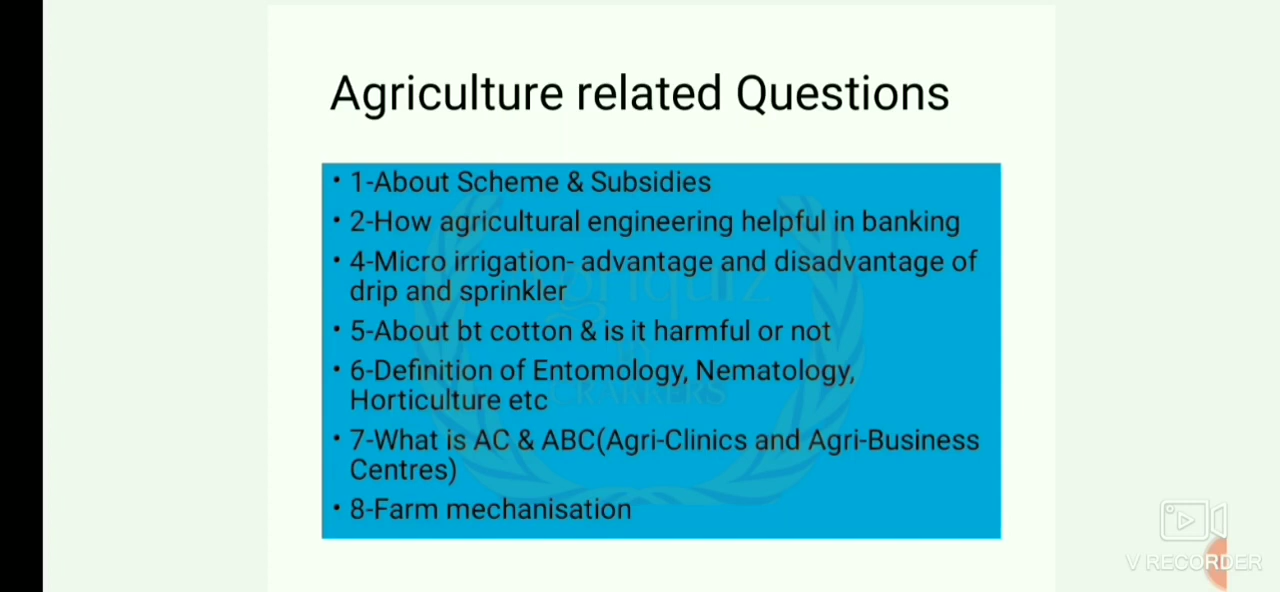 Agriculture related Questions
• 1-About Scheme & Subsidies
• 2-How agricultural engineering helpful in banking
• 4-Micro irrigation- advantage and disadvantage of
drip and sprinkler
• 5-About bt cotton & is it harmful or not
• 6-Definition of Entomology, Nematology,
Horticulture etc
• 7-What is AC & ABC(Agri-Clinics and Agri-Business
Centres)
• 8-Farm mechanisation
CRAKKERS
V RECORDER